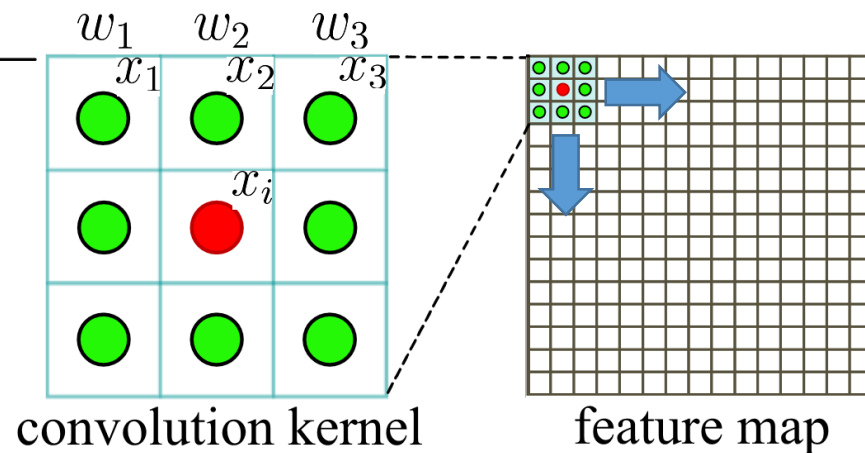 w₁ w₂ w₃
x₁ x₂ x₃
xᵢ
convolution kernel
feature map